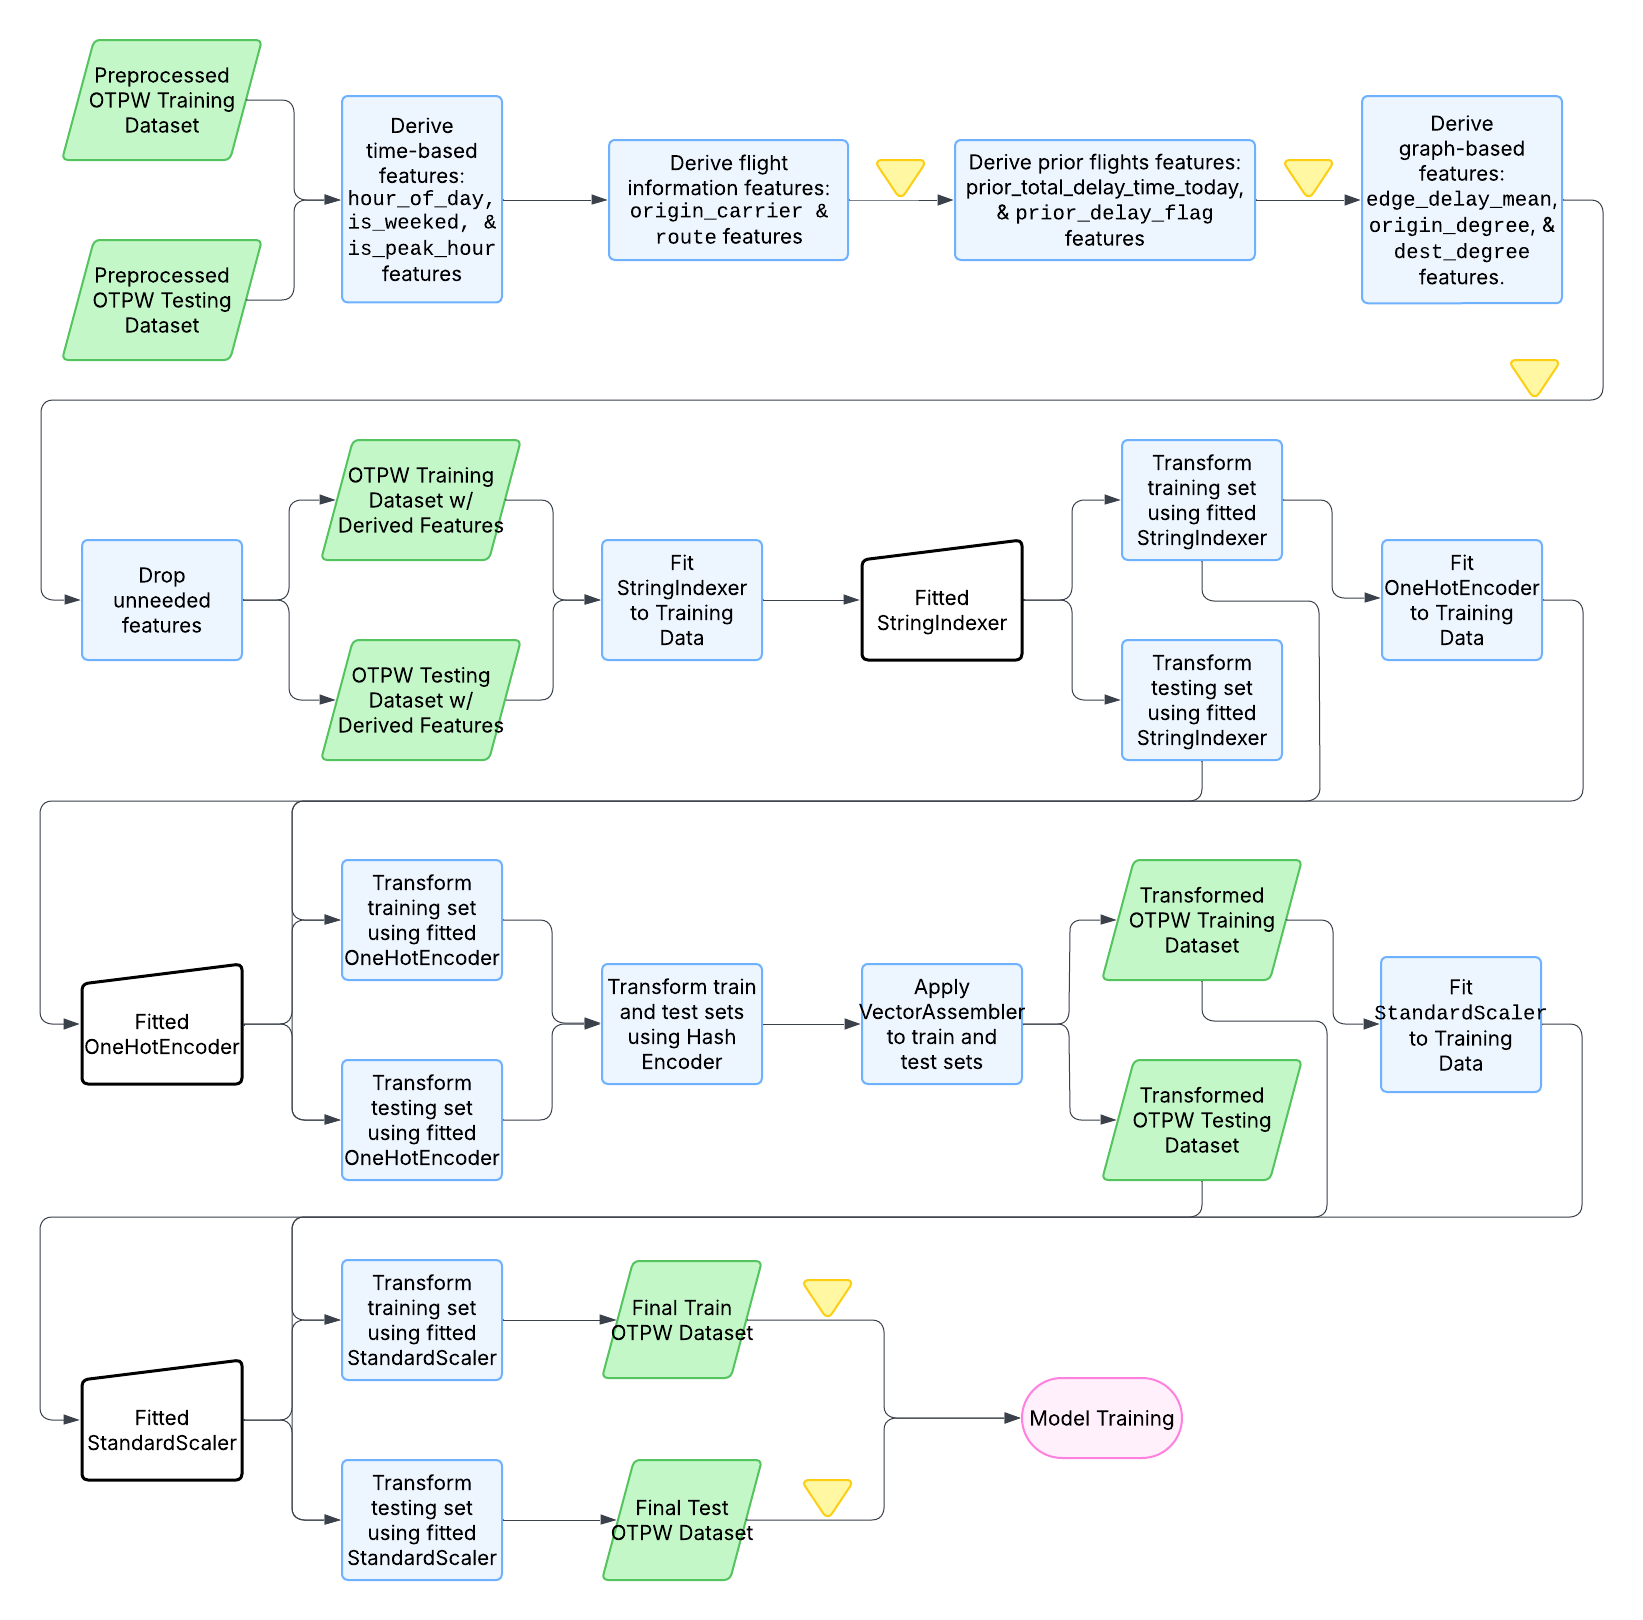 Preprocessed
OTPW Training
Dataset
Preprocessed
OTPW Testing
Dataset
Derive
time-based
features:
hour_of_day,
is_weeked, &
is_peak_hour
features
Derive flight
information features:
origin_carrier &
route features
Derive prior flights features:
prior_total_delay_time_today,
& prior_delay_flag
features
Derive
graph-based
features:
edge_delay_mean,
origin_degree, &
dest_degree
features.
Drop
unneeded
features
OTPW Training
Dataset w/
Derived Features
OTPW Testing
Dataset w/
Derived Features
Fit
StringIndexer
to Training
Data
Fitted
StringIndexer
Transform
training set
using fitted
StringIndexer
Transform
testing set
using fitted
StringIndexer
Fit
OneHotEncoder
to Training
Data
Fitted
OneHotEncoder
Transform
training set
using fitted
OneHotEncoder
Transform
testing set
using fitted
OneHotEncoder
Transform train
and test sets
using Hash
Encoder
Apply
VectorAssembler
to train and
test sets
Transformed
OTPW Training
Dataset
Transformed
OTPW Testing
Dataset
Fit
StandardScaler
to Training
Data
Fitted
StandardScaler
Transform
training set
using fitted
StandardScaler
Transform
testing set
using fitted
StandardScaler
Final Train
OTPW Dataset
Final Test
OTPW Dataset
Model Training